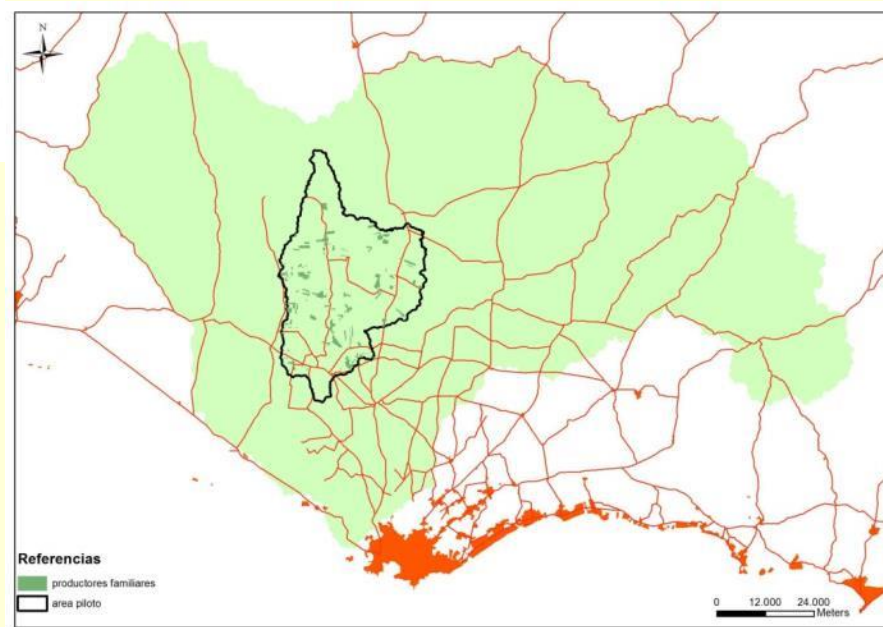 N
Referencias
productores familiares
area piloto
0 12.000 24.000
Meters